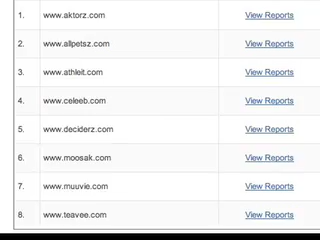 1. www.aktorz.com View Reports
2. www.allpetsz.com View Reports
3. www.athleit.com View Reports
4. www.celeeb.com View Reports
5. www.deciderz.com View Reports
6. www.moosak.com View Reports
7. www.muuvie.com View Reports
8. www.teavee.com View Reports